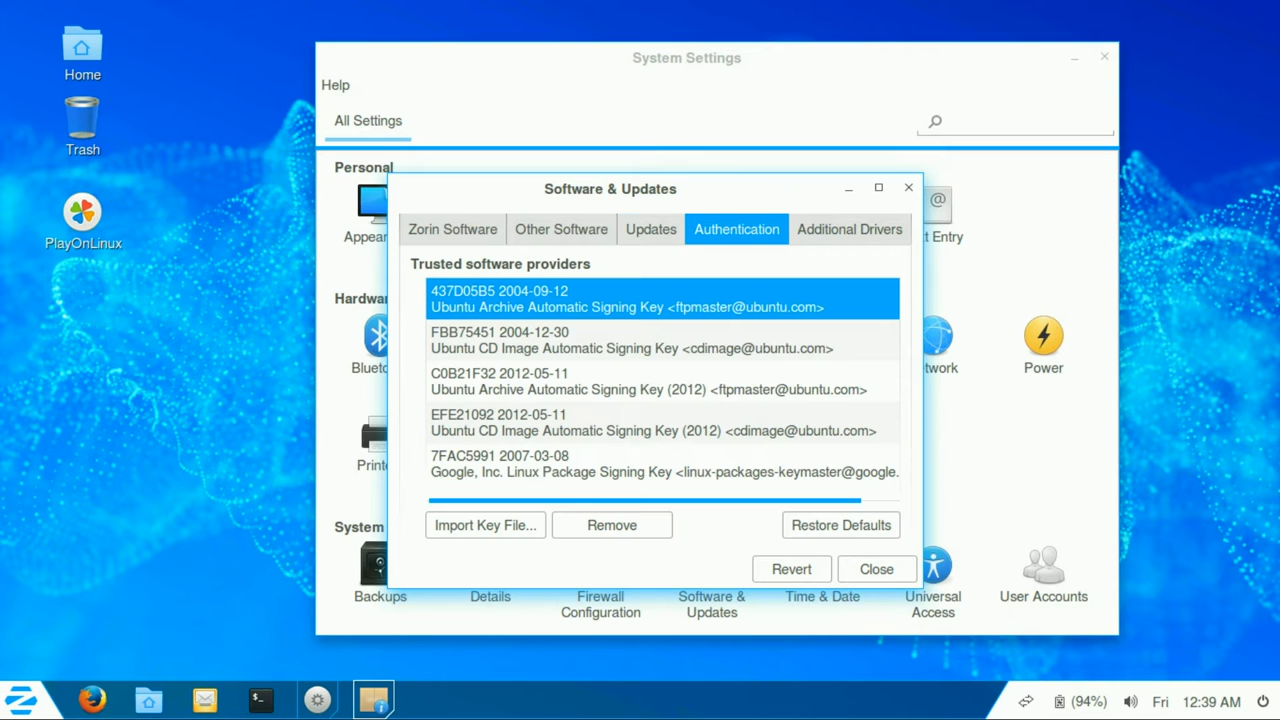 Home
Trash
PlayOnLinux
System Settings
Help
All Settings
Personal
Appear
t Entry
Hardwa
Blueto
twork
Power
Printe
System
Backups
Details
Firewall
Configuration
Software &
Updates
Time & Date
Universal
Access
User Accounts
Software & Updates
Zorin Software
Other Software
Updates
Authentication
Additional Drivers
Trusted software providers
437D05B5 2004-09-12
Ubuntu Archive Automatic Signing Key <ftpmaster@ubuntu.com>
FBB75451 2004-12-30
Ubuntu CD Image Automatic Signing Key <cdimage@ubuntu.com>
C0B21F32 2012-05-11
Ubuntu Archive Automatic Signing Key (2012) <ftpmaster@ubuntu.com>
EFE21092 2012-05-11
Ubuntu CD Image Automatic Signing Key (2012) <cdimage@ubuntu.com>
7FAC5991 2007-03-08
Google, Inc. Linux Package Signing Key <linux-packages-keymaster@google.
Import Key File...
Remove
Restore Defaults
Revert
Close
(94%)
Fri
12:39 AM